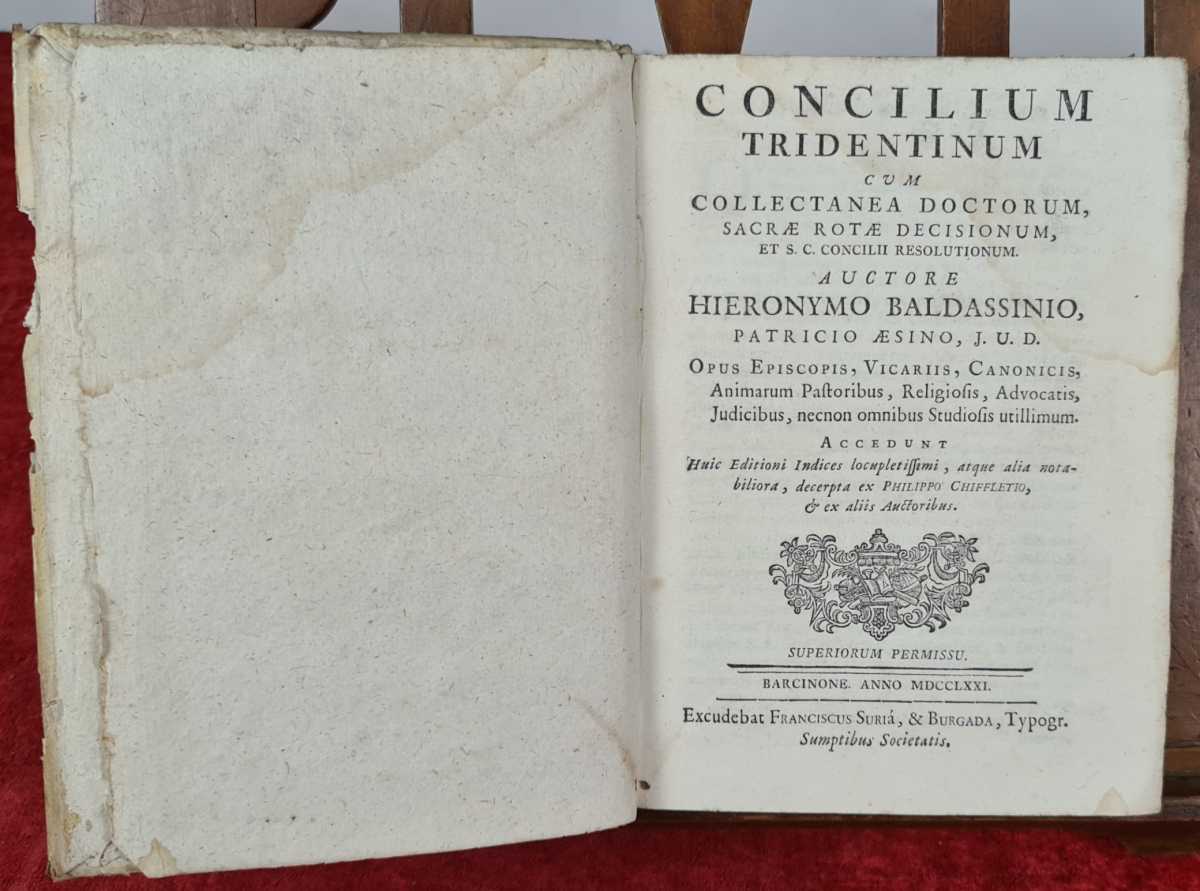 CONCILIUM
TRIDENTINUM
CVM
COLLECTANEA DOCTORUM,
SACRÆ ROTÆ DECISIONUM,
ET S. C. CONCILII RESOLUTIONUM.
AUCTORE
HIERONYMO BALDASSINIO,
PATRICIO ÆSINO, J. U. D.
OPUS EPISCOPIS, VICARIIS, CANONICIS,
Animarum Paſtoribus, Religioſis, Advocatis,
Judicibus, necnon omnibus Studioſis utillimum.
ACCEDUNT
Huic Editioni Indices locupletiſſimi, atque alia nota-
biliora, decerpta ex PHILIPPO CHIFFLETIO,
& ex aliis Auctoribus.
SUPERIORUM PERMISSU.
BARCINONE. ANNO MDCCLXXI.
Excudebat FRANCISCUS SURIÁ, & BURGADA, Typogr.
Sumptibus Societatis.